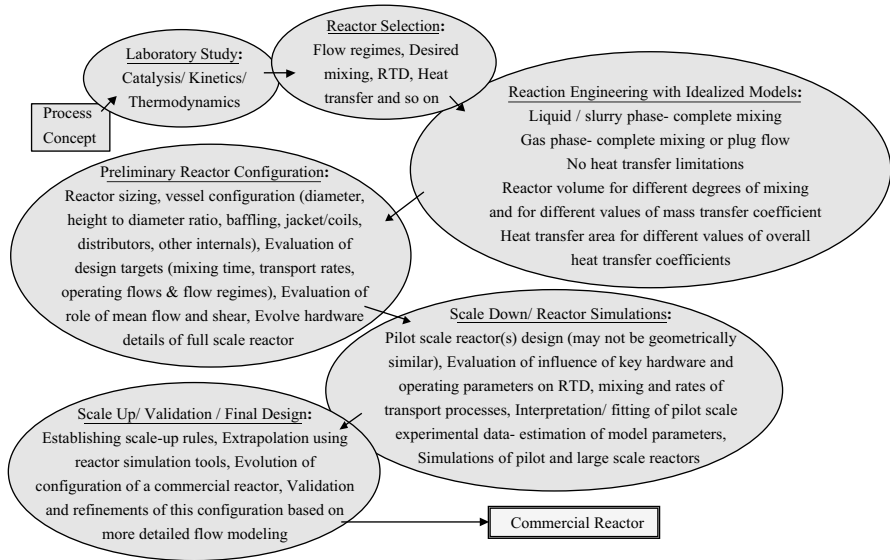 Process
Concept
Laboratory Study:
Catalysis/ Kinetics/
Thermodynamics
Reactor Selection:
Flow regimes, Desired
mixing, RTD, Heat
transfer and so on
Reaction Engineering with Idealized Models:
Liquid / slurry phase- complete mixing
Gas phase- complete mixing or plug flow
No heat transfer limitations
Reactor volume for different degrees of mixing
and for different values of mass transfer coefficient
Heat transfer area for different values of overall
heat transfer coefficients
Preliminary Reactor Configuration:
Reactor sizing, vessel configuration (diameter,
height to diameter ratio, baffling, jacket/coils,
distributors, other internals), Evaluation of
design targets (mixing time, transport rates,
operating flows & flow regimes), Evaluation of
role of mean flow and shear, Evolve hardware
details of full scale reactor
Scale Down/ Reactor Simulations:
Pilot scale reactor(s) design (may not be geometrically
similar), Evaluation of influence of key hardware and
operating parameters on RTD, mixing and rates of
transport processes, Interpretation/ fitting of pilot scale
experimental data- estimation of model parameters,
Simulations of pilot and large scale reactors
Scale Up/ Validation / Final Design:
Establishing scale-up rules, Extrapolation using
reactor simulation tools, Evolution of
configuration of a commercial reactor, Validation
and refinements of this configuration based on
more detailed flow modeling
Commercial Reactor